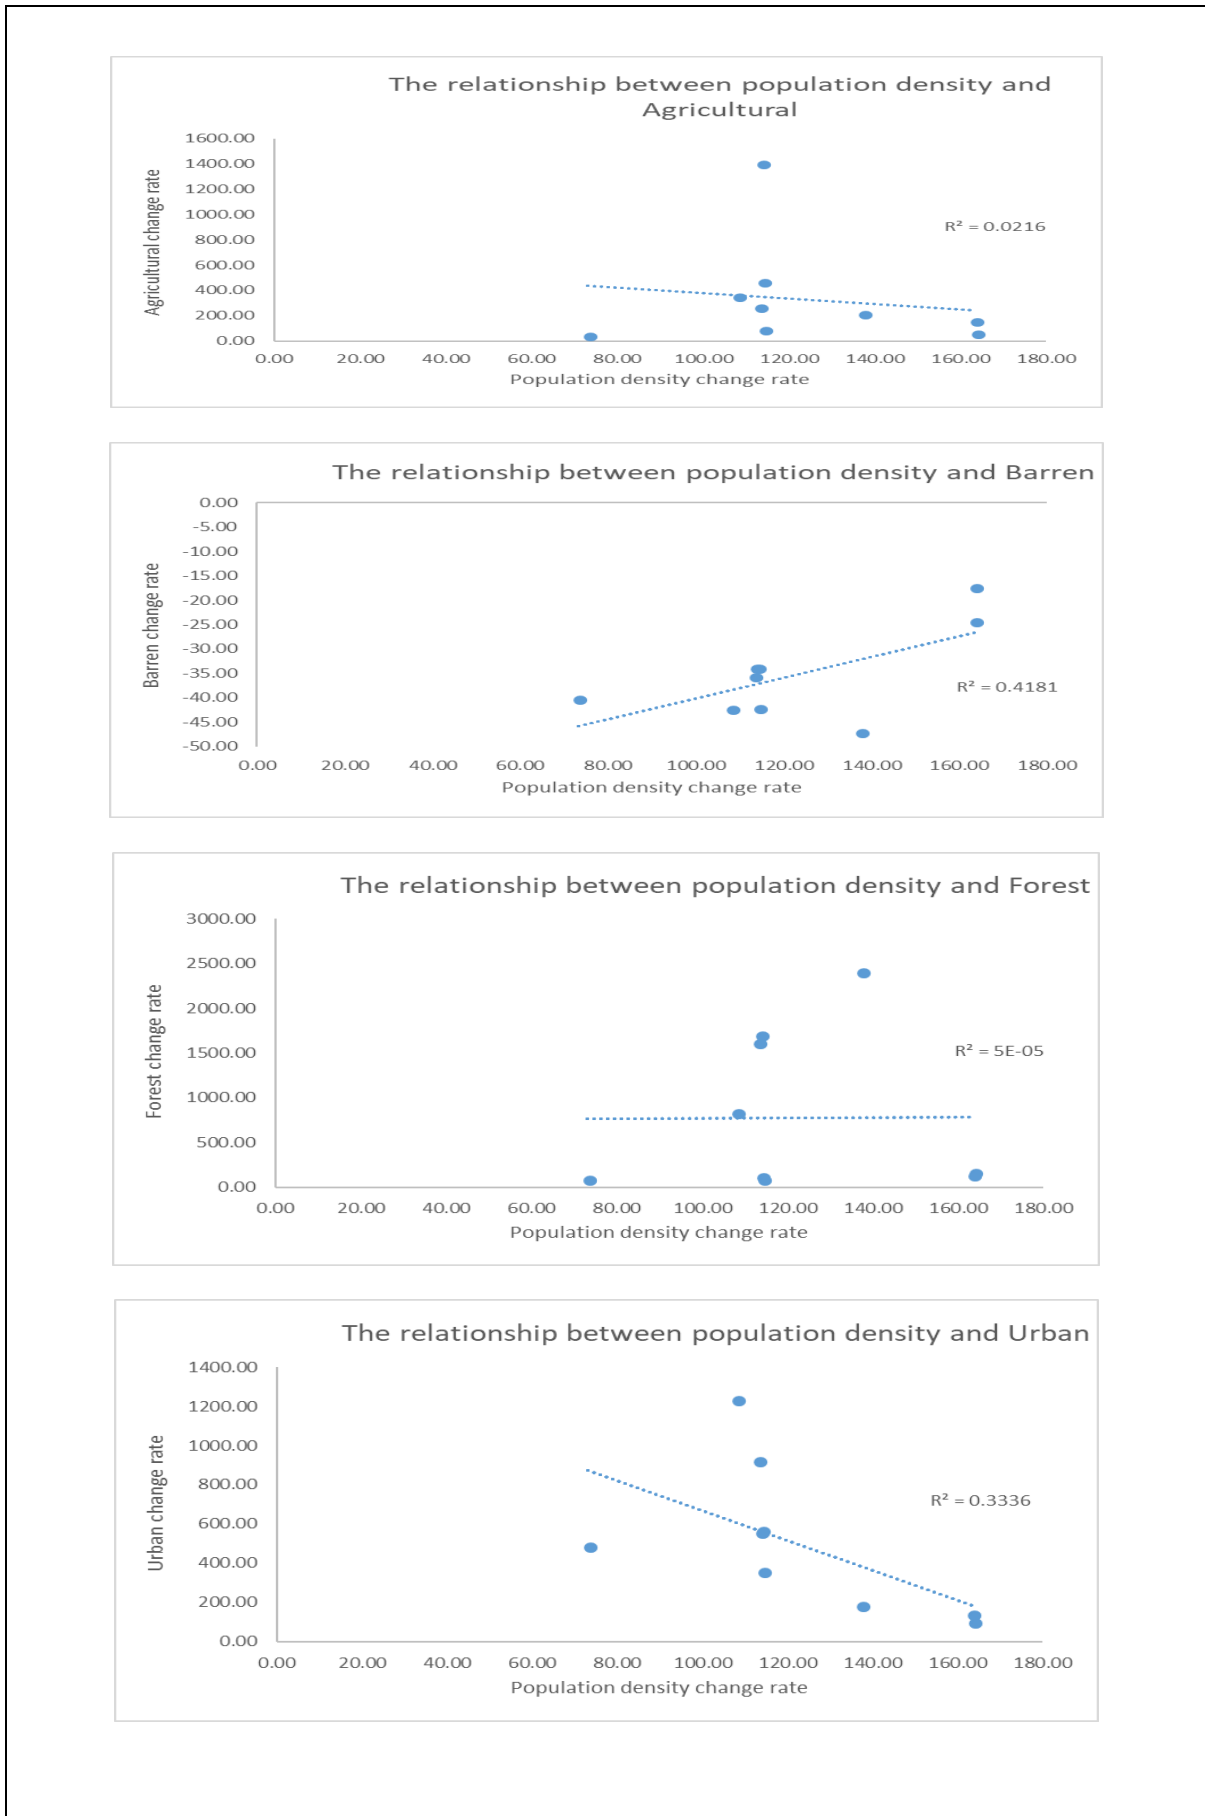 The relationship between population density and
Agricultural
1600.00
1400.00
1200.00
1000.00
800.00
600.00
400.00
200.00
0.00
Agricultural change rate
R² = 0.0216
0.00 20.00 40.00 60.00 80.00 100.00 120.00 140.00 160.00 180.00
Population density change rate
The relationship between population density and Barren
0.00
-5.00
-10.00
-15.00
-20.00
-25.00
-30.00
-35.00
-40.00
-45.00
-50.00
Barren change rate
R² = 0.4181
0.00 20.00 40.00 60.00 80.00 100.00 120.00 140.00 160.00 180.00
Population density change rate
The relationship between population density and Forest
3000.00
2500.00
2000.00
1500.00
1000.00
500.00
0.00
Forest change rate
R² = 5E-05
0.00 20.00 40.00 60.00 80.00 100.00 120.00 140.00 160.00 180.00
Population density change rate
The relationship between population density and Urban
1400.00
1200.00
1000.00
800.00
600.00
400.00
200.00
0.00
Urban change rate
R² = 0.3336
0.00 20.00 40.00 60.00 80.00 100.00 120.00 140.00 160.00 180.00
Population density change rate